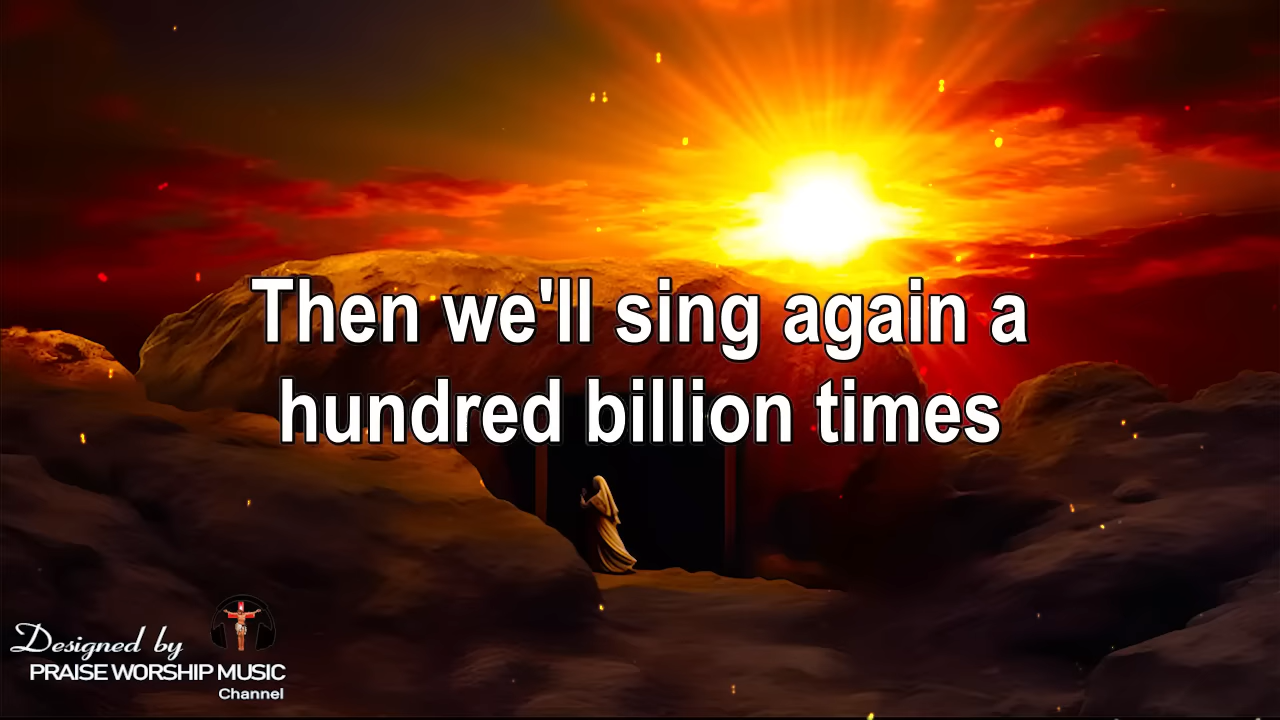 Then we'll sing again a
hundred billion times
Designed by
PRAISE WORSHIP MUSIC
Channel